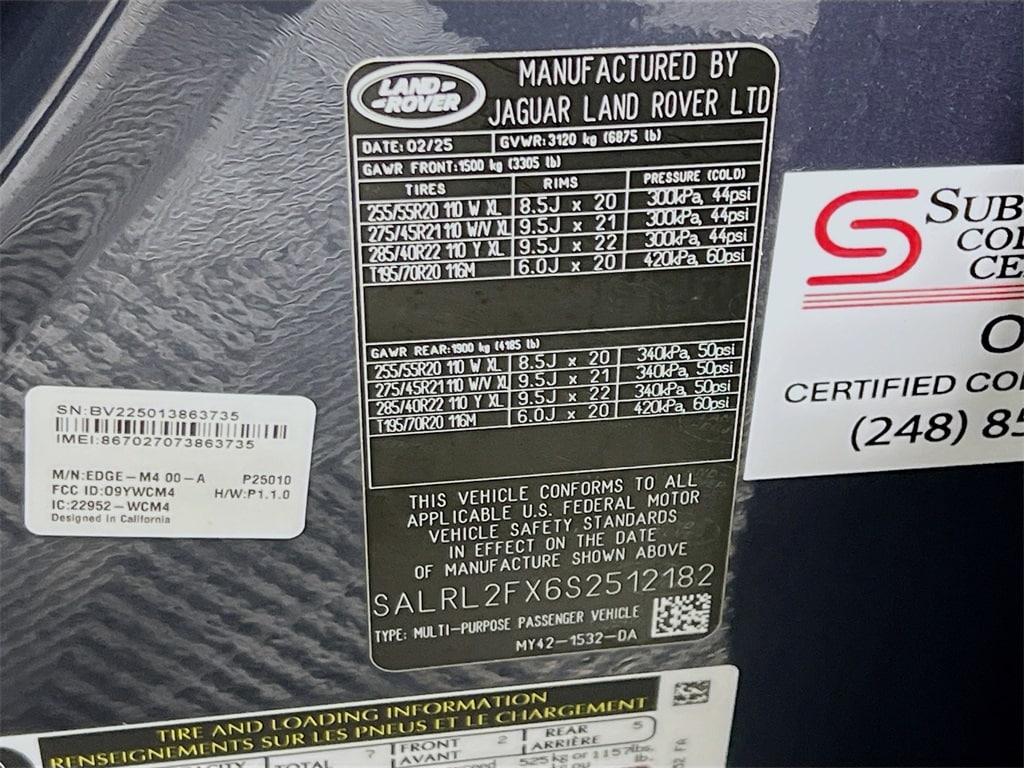 LAND ROVER
MANUFACTURED BY
JAGUAR LAND ROVER LTD
DATE: 02/25 GVWR: 3120 kg (6875 lb)
GAWR FRONT: 1500 kg (3305 lb)
TIRES RIMS PRESSURE (COLD)
255/55R20 110 W XL 8.5J x 20 300kPa, 44psi
275/45R21 110 W/V XL 9.5J x 21 300kPa, 44psi
285/40R22 110 Y XL 9.5J x 22 300kPa, 44psi
T195/70R20 116M 6.0J x 20 420kPa, 60psi
GAWR REAR: 1900 kg (4185 lb)
255/55R20 110 W XL 8.5J x 20 340kPa, 50psi
275/45R21 110 W/V XL 9.5J x 21 340kPa, 50psi
285/40R22 110 Y XL 9.5J x 22 340kPa, 50psi
T195/70R20 116M 6.0J x 20 420kPa, 60psi
THIS VEHICLE CONFORMS TO ALL
APPLICABLE U.S. FEDERAL MOTOR
VEHICLE SAFETY STANDARDS
IN EFFECT ON THE DATE
OF MANUFACTURE SHOWN ABOVE
SALRL2FX6S2512182
TYPE: MULTI-PURPOSE PASSENGER VEHICLE
MY42-1532-DA
SN:BV225013863735
IMEI:867027073863735
M/N:EDGE-M4 00-A P25010
FCC ID:O9YWCM4 H/W:P1.1.0
IC:22952-WCM4
Designed in California
S SUB
CO
CE
O
CERTIFIED CO
(248) 85
TIRE AND LOADING INFORMATION
RENSEIGNEMENTS SUR LES PNEUS ET LE CHARGEMENT
TOTAL 7 FRONT 2 REAR 5
AVANT ARRIÈRE
525 kg or 1157 lbs.